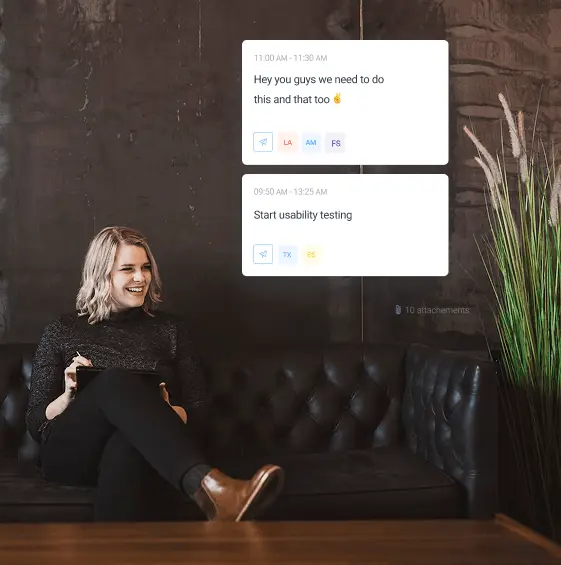 11:00 AM - 11:30 AM
Hey you guys we need to do
this and that too ✌️
LA AM FS
09:50 AM - 13:25 AM
Start usability testing
TX ES
10 attachements